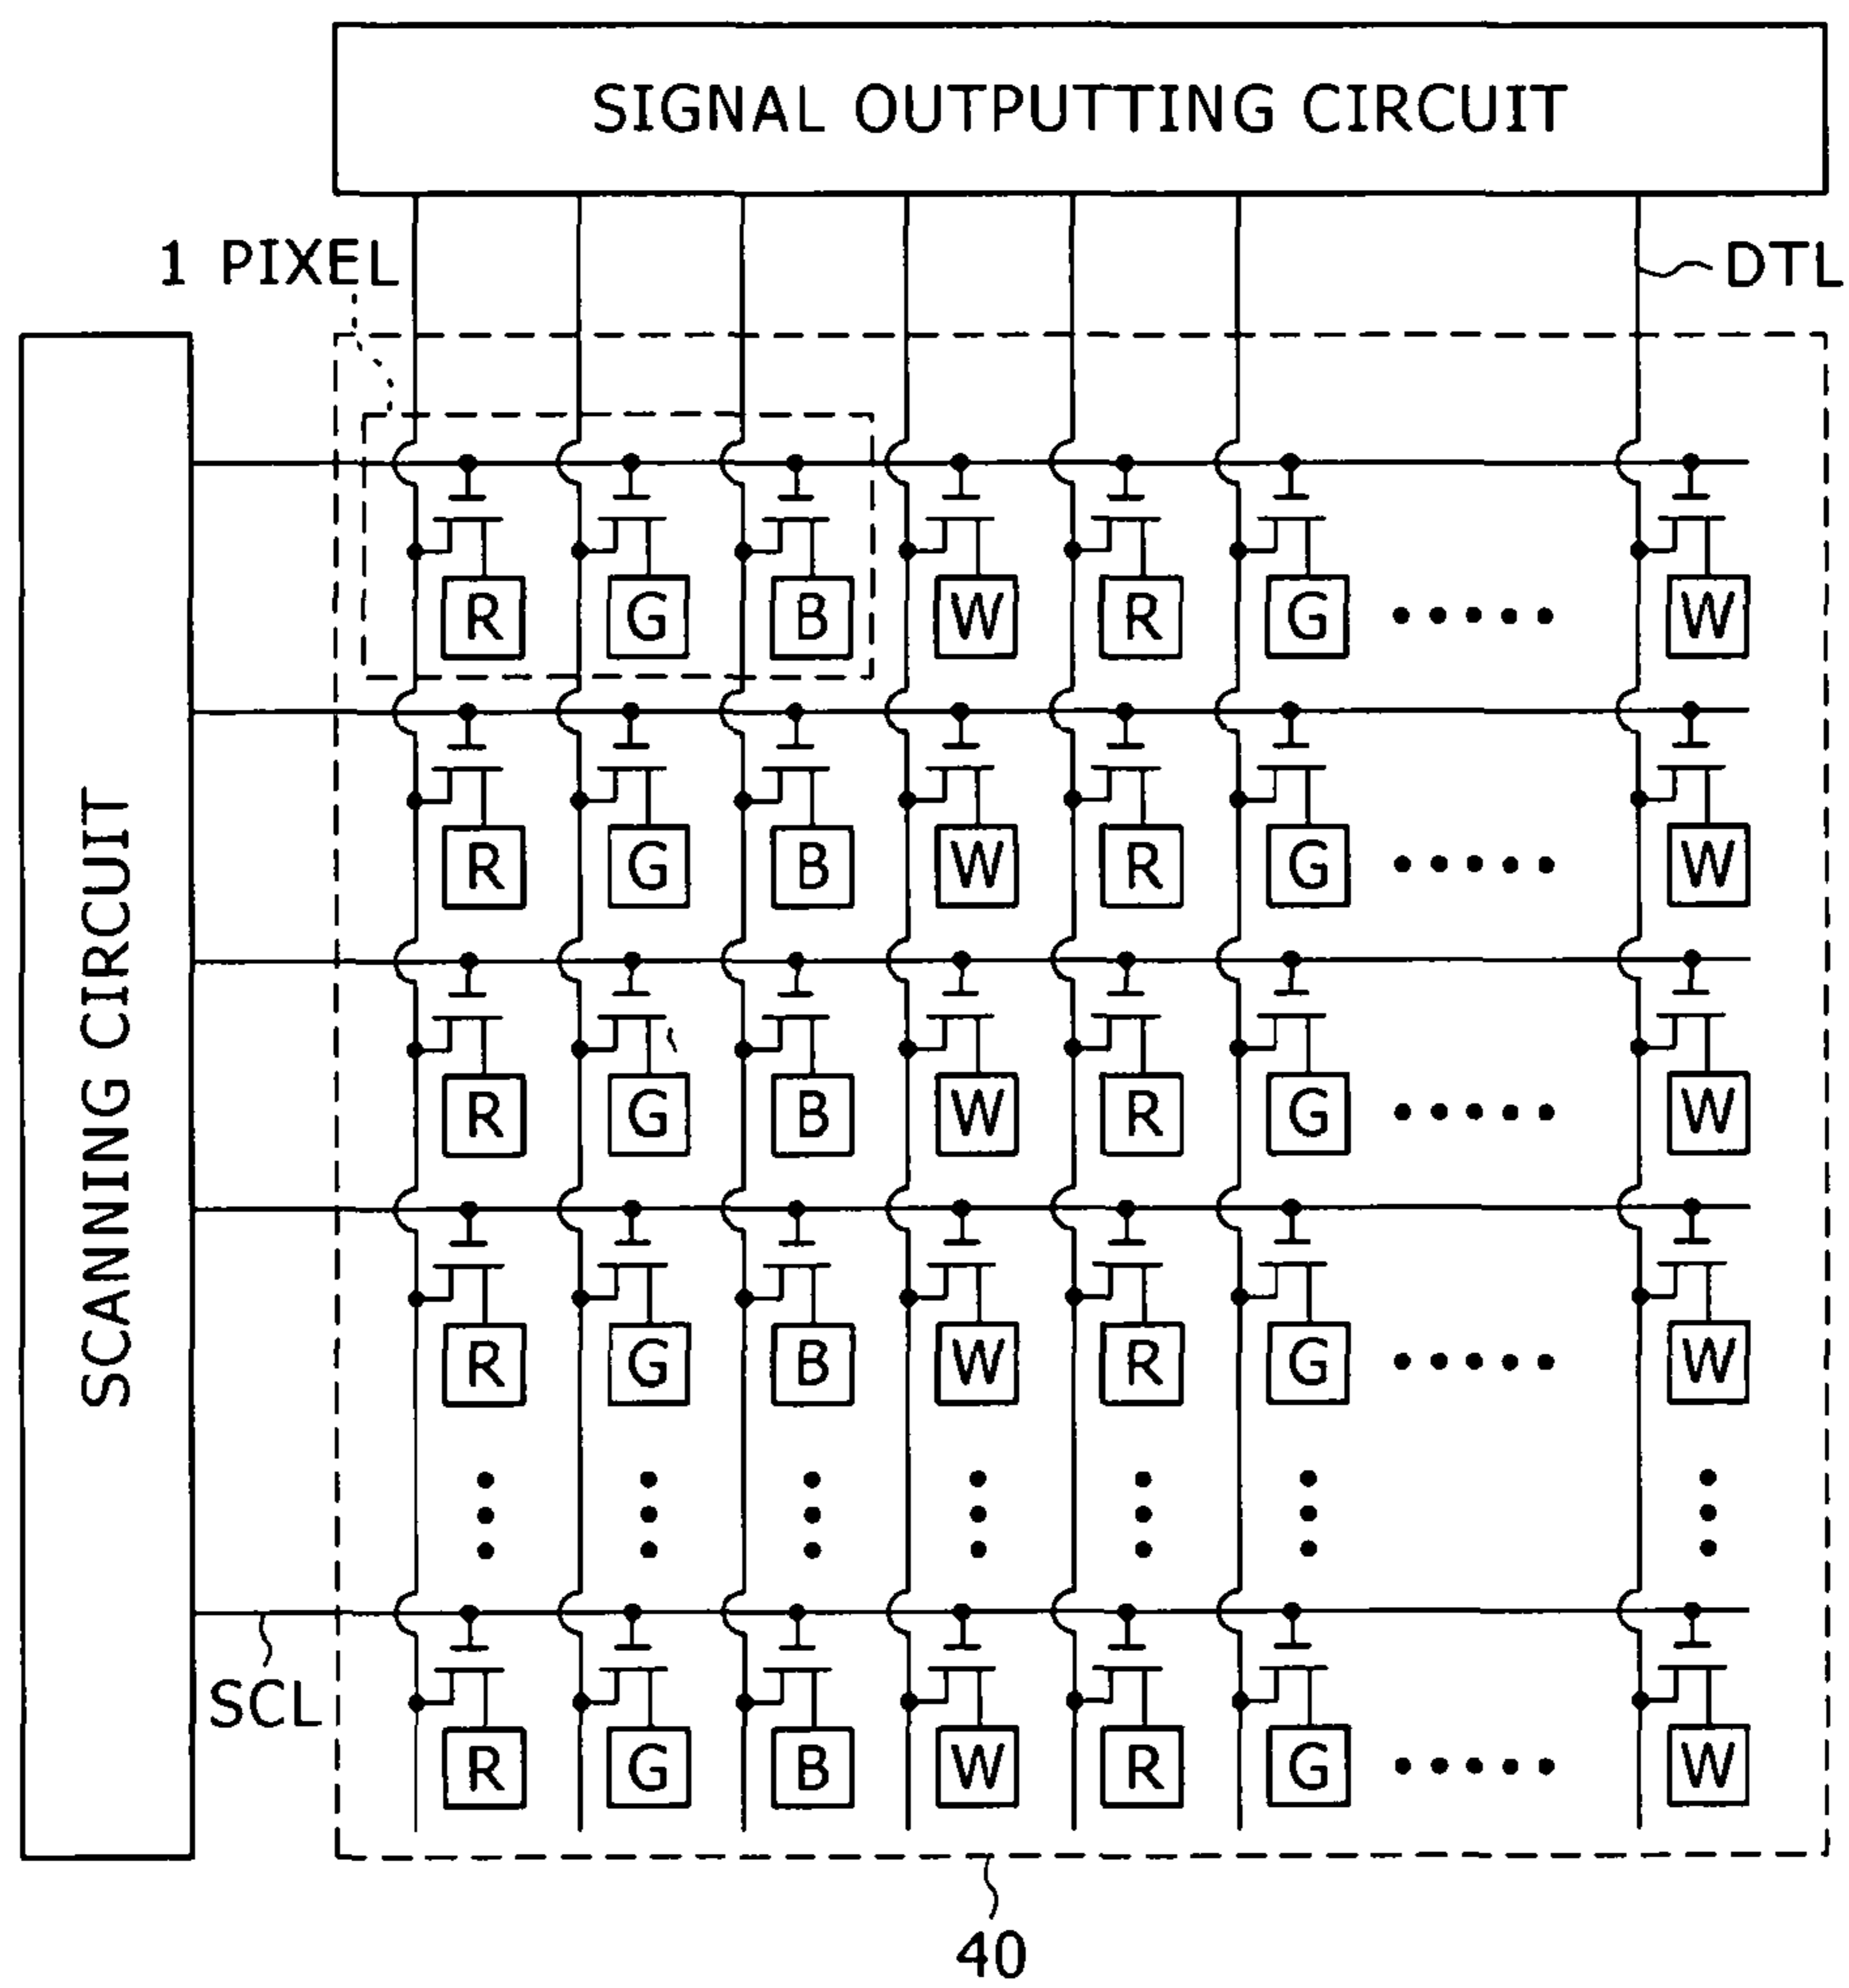 SIGNAL OUTPUTTING CIRCUIT
1 PIXEL
DTL
SCANNING CIRCUIT
R G B W R G ..... W
R G B W R G ..... W
R G B W R G ..... W
R G B W R G ..... W
SCL
R G B W R G ..... W
40